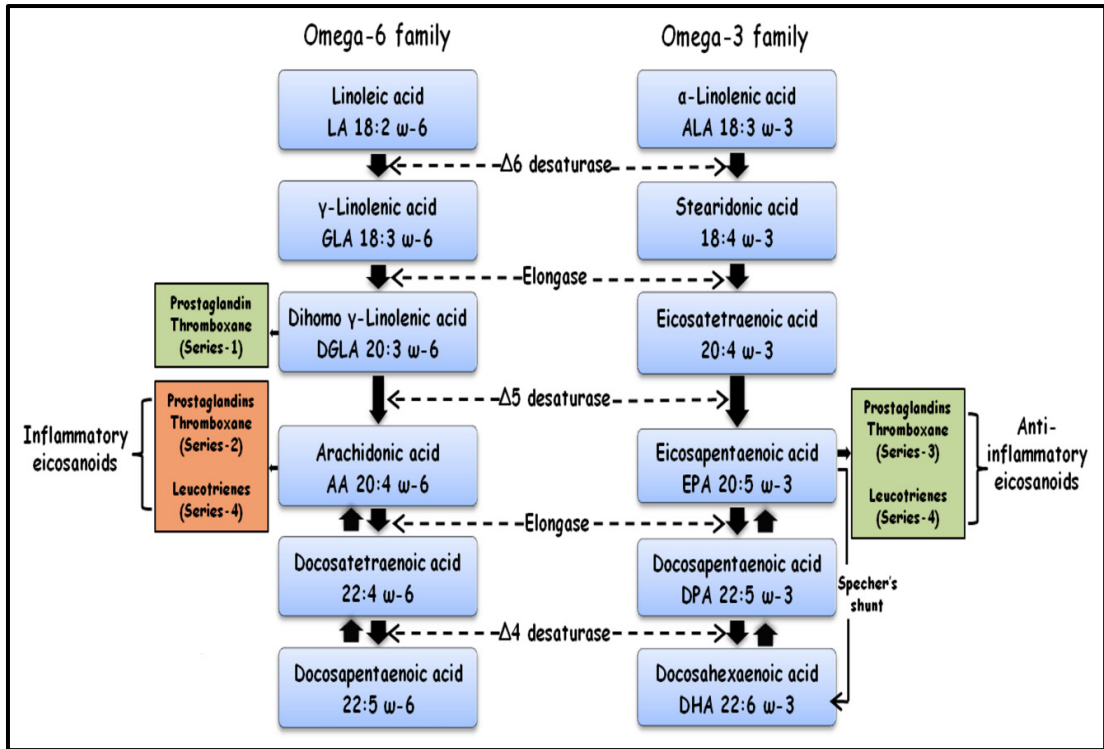 Omega-6 family
Omega-3 family
Linoleic acid
LA 18:2 ω-6
α-Linolenic acid
ALA 18:3 ω-3
Δ6 desaturase
γ-Linolenic acid
GLA 18:3 ω-6
Stearidonic acid
18:4 ω-3
Elongase
Prostaglandin
Thromboxane
(Series-1)
Dihomo γ-Linolenic acid
DGLA 20:3 ω-6
Eicosatetraenoic acid
20:4 ω-3
Δ5 desaturase
Inflammatory
eicosanoids
Prostaglandins
Thromboxane
(Series-2)
Leucotrienes
(Series-4)
Arachidonic acid
AA 20:4 ω-6
Eicosapentaenoic acid
EPA 20:5 ω-3
Prostaglandins
Thromboxane
(Series-3)
Leucotrienes
(Series-4)
Anti-
inflammatory
eicosanoids
Elongase
Docosatetraenoic acid
22:4 ω-6
Docosapentaenoic acid
DPA 22:5 ω-3
Specher's
shunt
Δ4 desaturase
Docosapentaenoic acid
22:5 ω-6
Docosahexaenoic acid
DHA 22:6 ω-3